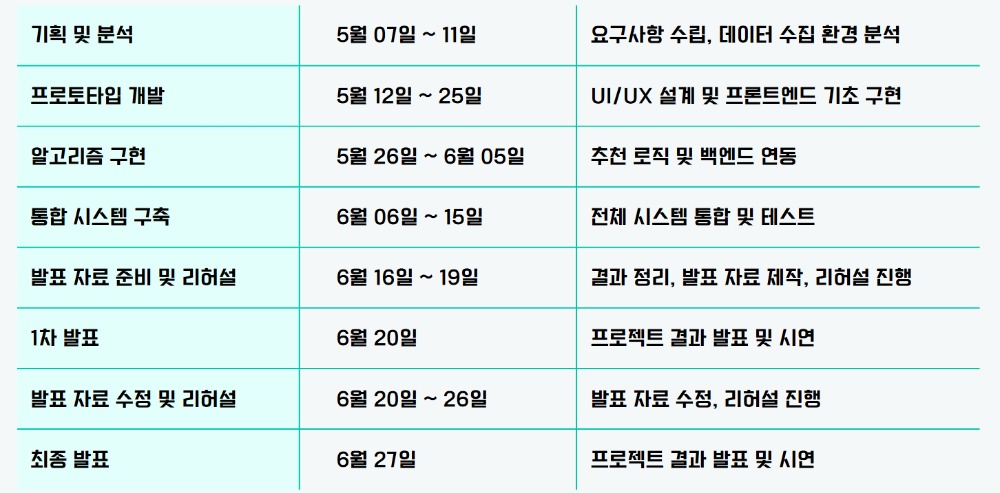 기획 및 분석 5월 07일 ~ 11일 요구사항 수립, 데이터 수집 환경 분석
프로토타입 개발 5월 12일 ~ 25일 UI/UX 설계 및 프론트엔드 기초 구현
알고리즘 구현 5월 26일 ~ 6월 05일 추천 로직 및 백엔드 연동
통합 시스템 구축 6월 06일 ~ 15일 전체 시스템 통합 및 테스트
발표 자료 준비 및 리허설 6월 16일 ~ 19일 결과 정리, 발표 자료 제작, 리허설 진행
1차 발표 6월 20일 프로젝트 결과 발표 및 시연
발표 자료 수정 및 리허설 6월 20일 ~ 26일 발표 자료 수정, 리허설 진행
최종 발표 6월 27일 프로젝트 결과 발표 및 시연